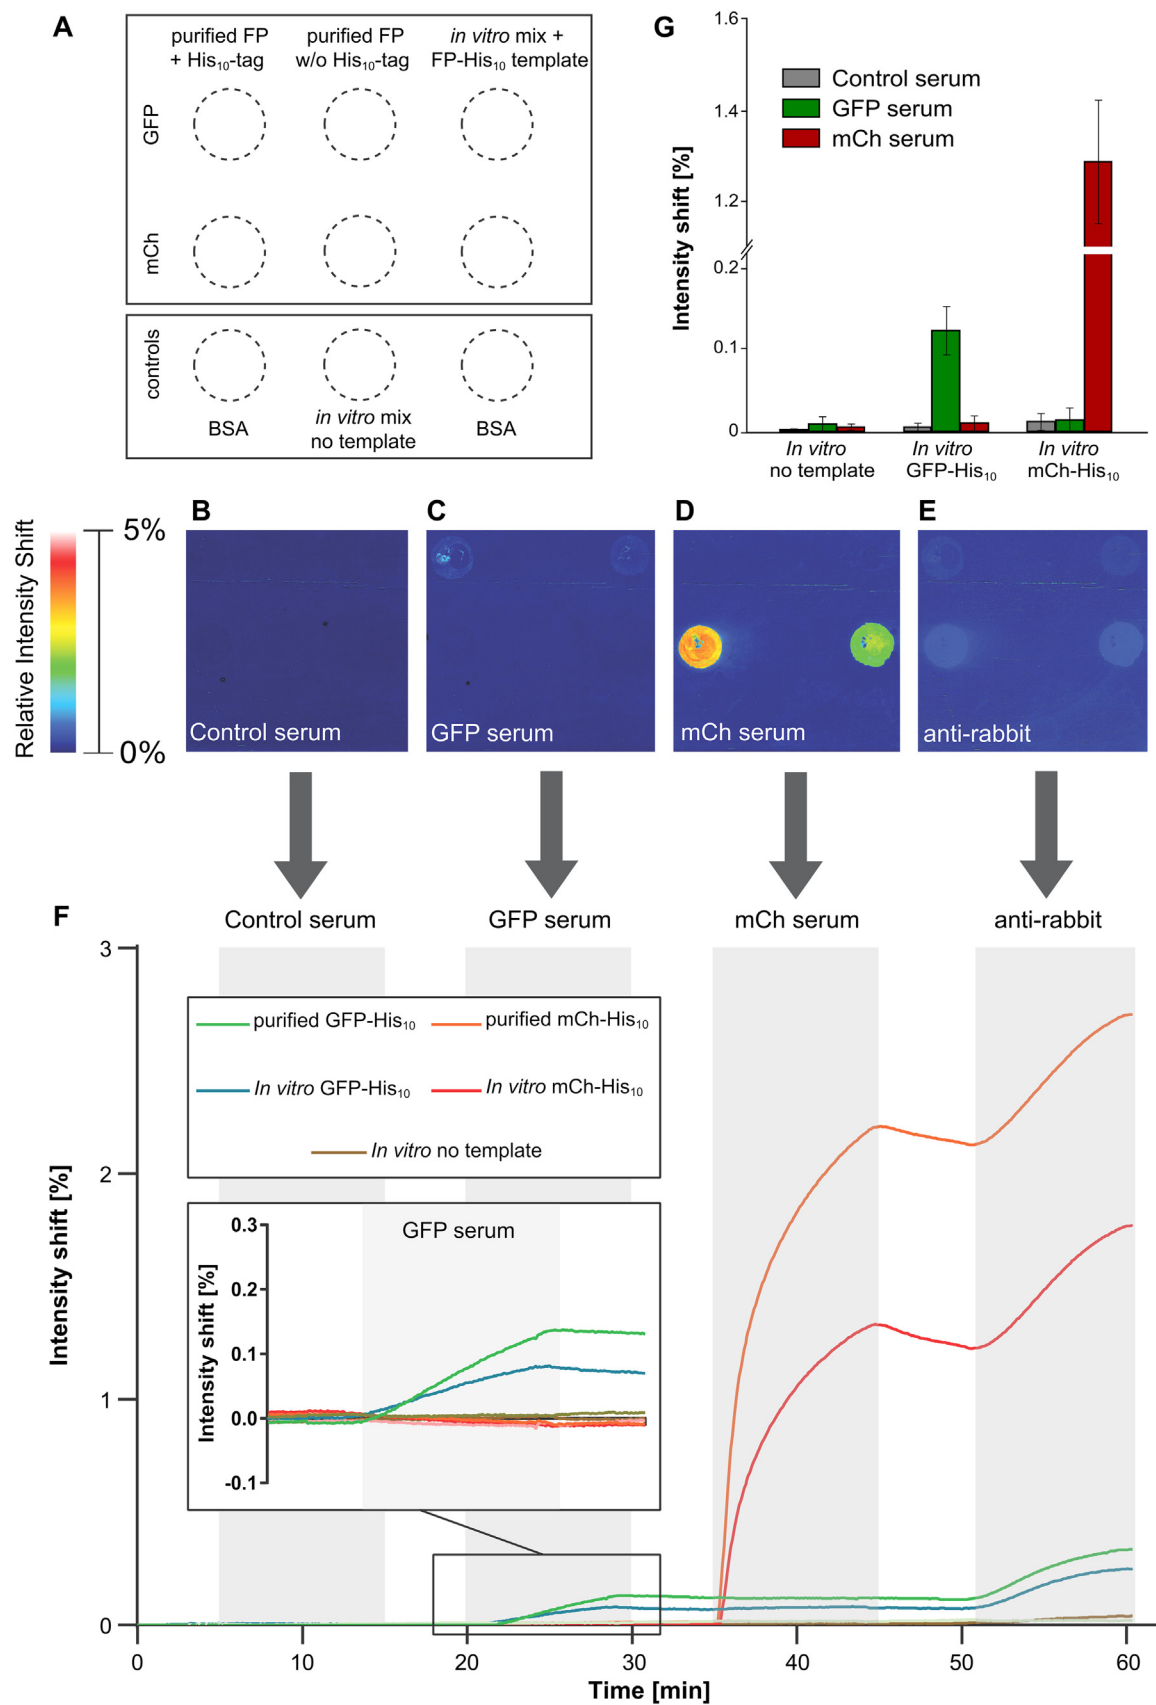 A
purified FP
+ His10-tag
purified FP
w/o His10-tag
in vitro mix +
FP-His10 template
GFP
mCh
controls
BSA
in vitro mix
no template
BSA
G
Intensity shift [%]
1.6
1.4
1.2
0.2
0.1
0
Control serum
GFP serum
mCh serum
In vitro
no template
In vitro
GFP-His10
In vitro
mCh-His10
Relative Intensity Shift
5%
0%
B
Control serum
C
GFP serum
D
mCh serum
E
anti-rabbit
F
Control serum
GFP serum
mCh serum
anti-rabbit
Intensity shift [%]
3
2
1
0
purified GFP-His10
purified mCh-His10
In vitro GFP-His10
In vitro mCh-His10
In vitro no template
GFP serum
Intensity shift [%]
0.3
0.2
0.1
0.0
-0.1
0
10
20
30
40
50
60
Time [min]